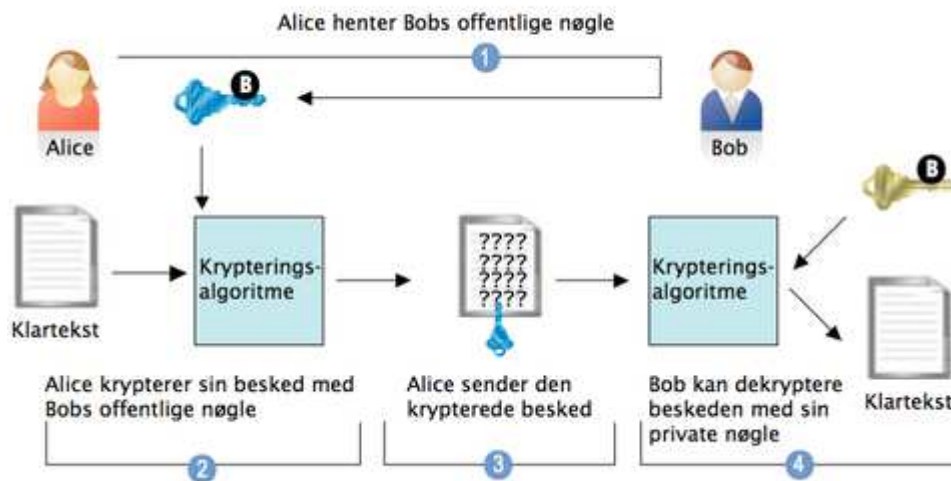 Alice henter Bobs offentlige nøgle
1
B
Alice
Bob
B
Klartekst
Krypterings-
algoritme
????
????
????
????
Krypterings-
algoritme
Klartekst
Alice krypterer sin besked med
Bobs offentlige nøgle
Alice sender den
krypterede besked
Bob kan dekryptere
beskeden med sin
private nøgle
2
3
4